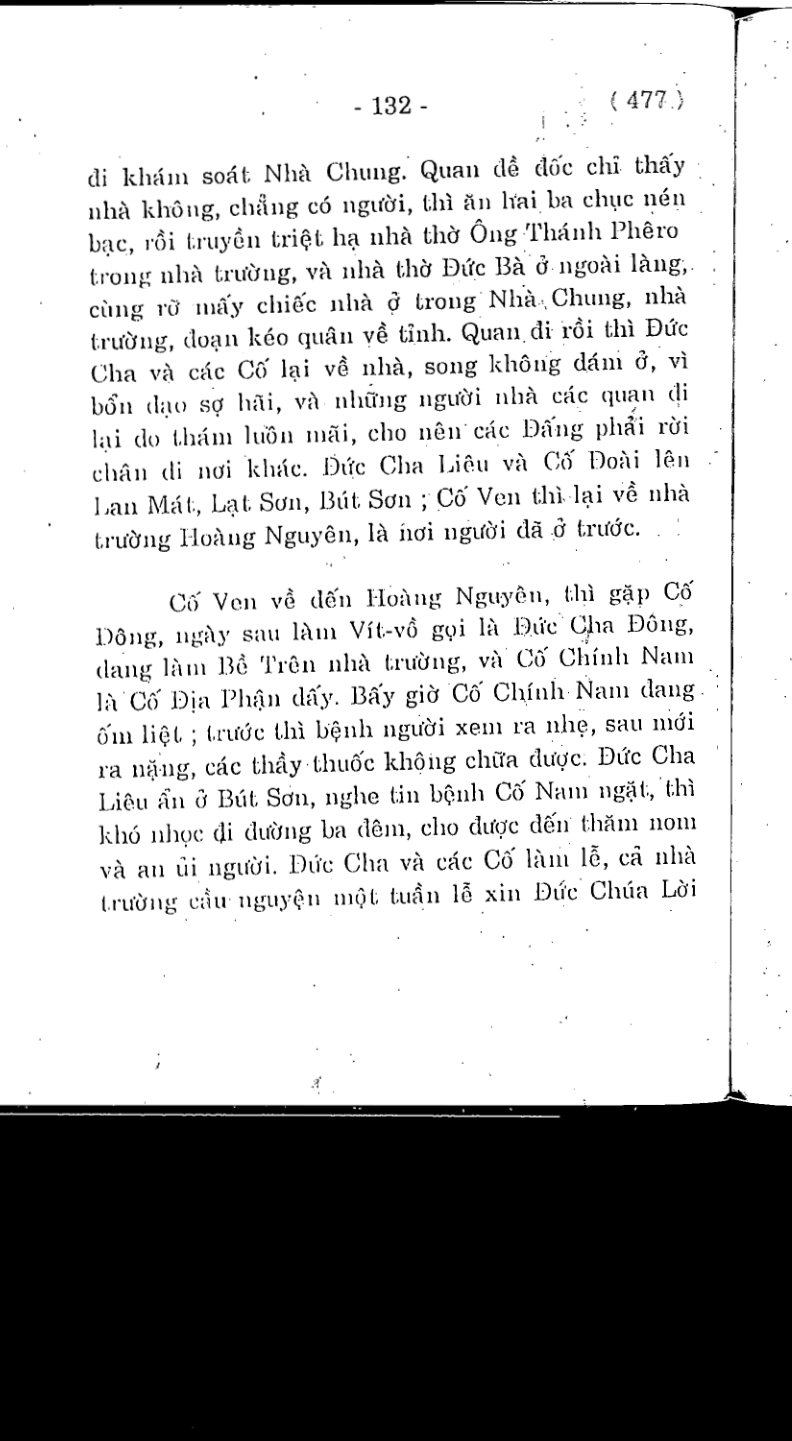 - 132 - ( 477 )
đi khám soát Nhà Chung. Quan đề đốc chỉ thấy
nhà không, chẳng có người, thì ăn hai ba chục nén
bạc, rồi truyền triệt hạ nhà thờ Ông Thánh Phêro
trong nhà trường, và nhà thờ Đức Bà ở ngoài làng,
cùng rỡ mấy chiếc nhà ở trong Nhà Chung, nhà
trường, đoạn kéo quân về tỉnh. Quan đi rồi thì Đức
Cha và các Cố lại về nhà, song không dám ở, vì
bổn đạo sợ hãi, và những người nhà các quan đi
lại do thám luôn mãi, cho nên các Đấng phải rời
chân đi nơi khác. Đức Cha Liêu và Cố Đoài lên
Lan Mát, Lạt Sơn, Bút Sơn ; Cố Ven thì lại về nhà
trường Hoàng Nguyên, là nơi người đã ở trước.
Cố Ven về đến Hoàng Nguyên, thì gặp Cố
Đông, ngày sau làm Vít-vồ gọi là Đức Cha Đông,
đang làm Bề Trên nhà trường, và Cố Chính Nam
là Cố Địa Phận đấy. Bấy giờ Cố Chính Nam đang
ốm liệt ; trước thì bệnh người xem ra nhẹ, sau mới
ra nặng, các thầy thuốc không chữa được. Đức Cha
Liêu ẩn ở Bút Sơn, nghe tin bệnh Cố Nam ngặt, thì
khó nhọc đi đường ba đêm, cho được đến thăm nom
và an ủi người. Đức Cha và các Cố làm lễ, cả nhà
trường cầu nguyện một tuần lễ xin Đức Chúa Lời